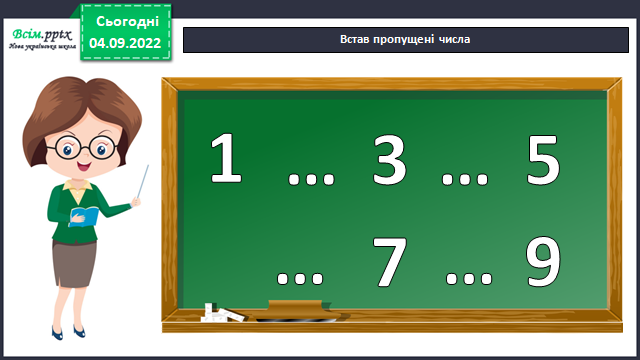 Всім.pptx
Нова українська школа
Сьогодні
04.09.2022
Встав пропущені числа
1 ... 3 ... 5
... 7 ... 9